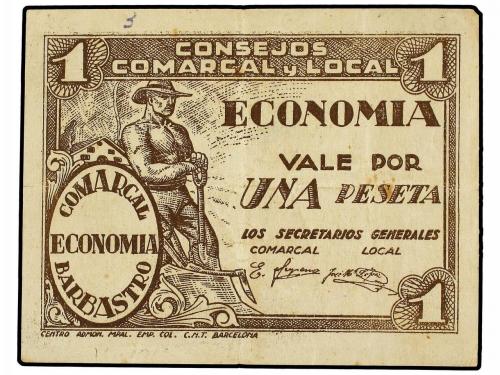 3
1 CONSEJOS 1
COMARCAL y LOCAL
ECONOMIA
VALE POR
UNA PESETA
LOS SECRETARIOS GENERALES
COMARCAL LOCAL
COMARCAL
ECONOMIA
BARBASTRO
1
CENTRO ADMON. MPAL. EMP. COL. C.N.T. BARCELONA